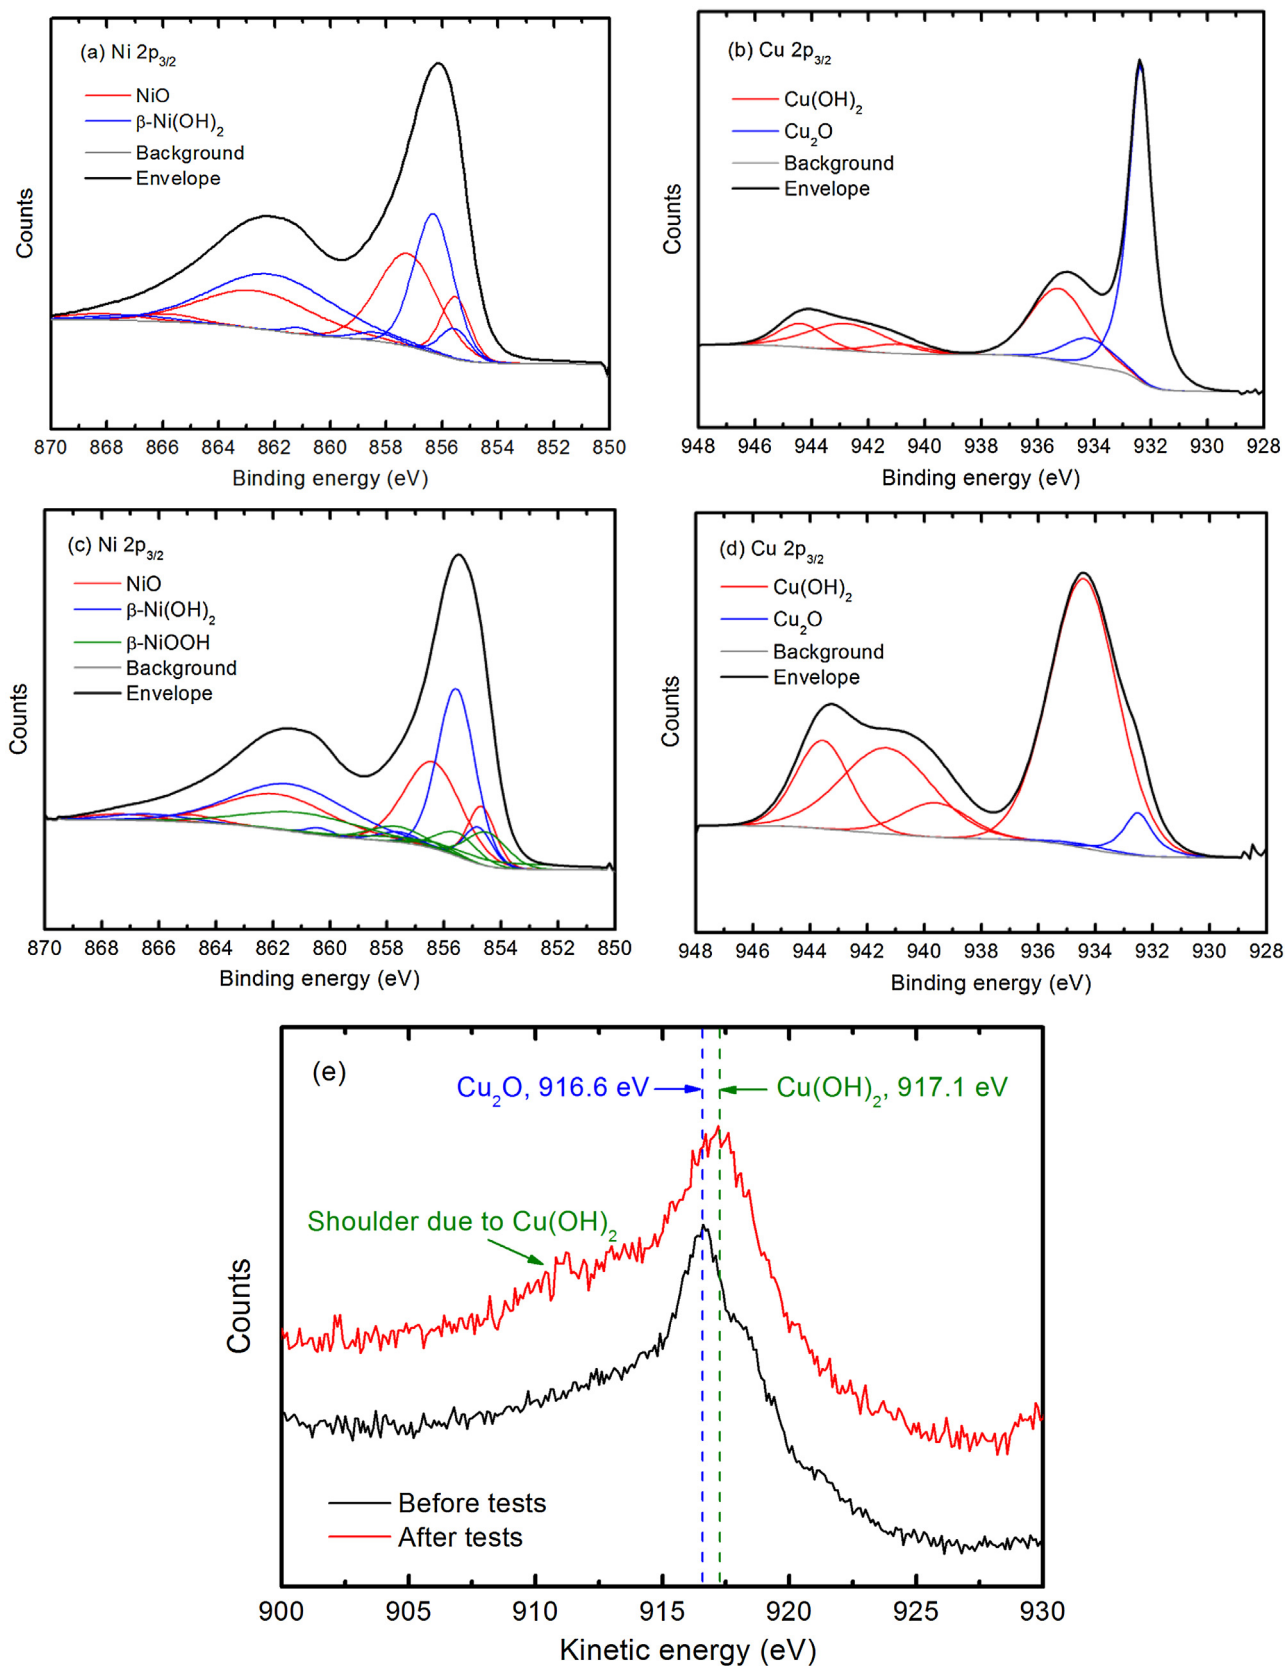 (a) Ni 2p3/2
NiO
β-Ni(OH)2
Background
Envelope
Counts
870 868 866 864 862 860 858 856 854 852 850
Binding energy (eV)
(b) Cu 2p3/2
Cu(OH)2
Cu2O
Background
Envelope
Counts
948 946 944 942 940 938 936 934 932 930 928
Binding energy (eV)
(c) Ni 2p3/2
NiO
β-Ni(OH)2
β-NiOOH
Background
Envelope
Counts
870 868 866 864 862 860 858 856 854 852 850
Binding energy (eV)
(d) Cu 2p3/2
Cu(OH)2
Cu2O
Background
Envelope
Counts
948 946 944 942 940 938 936 934 932 930 928
Binding energy (eV)
(e)
Cu2O, 916.6 eV
Cu(OH)2, 917.1 eV
Shoulder due to Cu(OH)2
Counts
Before tests
After tests
900 905 910 915 920 925 930
Kinetic energy (eV)